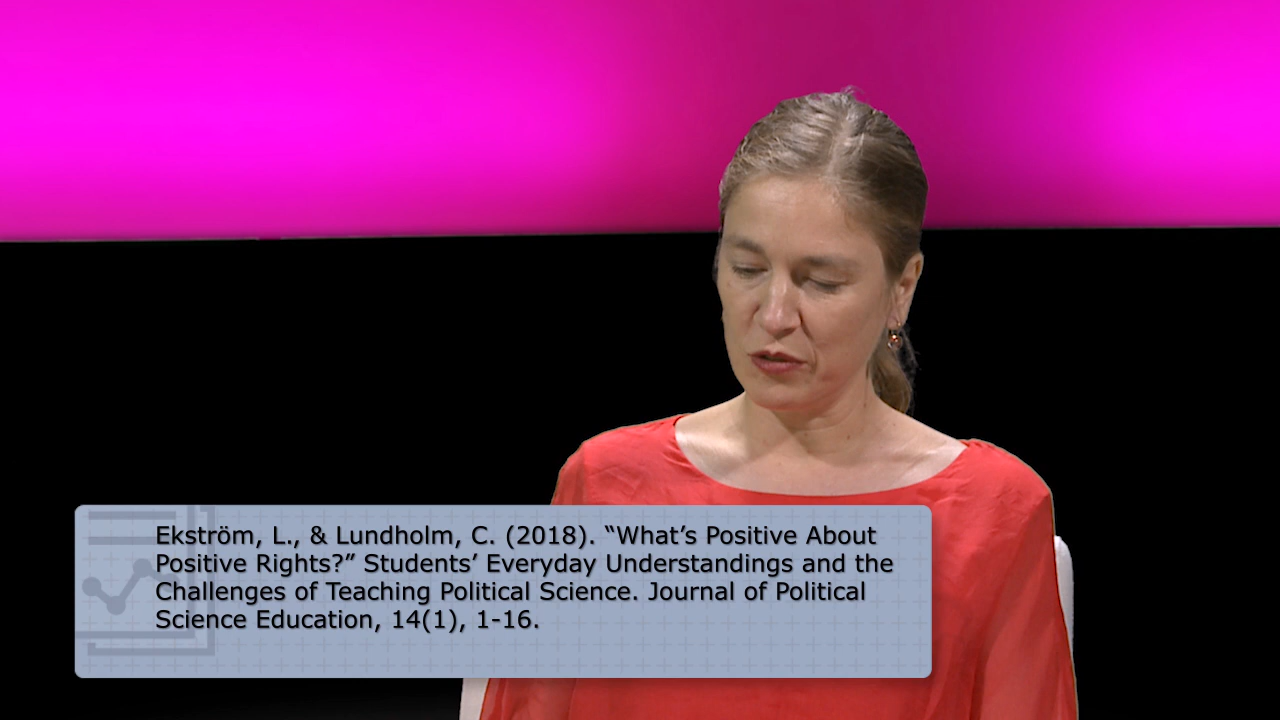 Ekström, L., & Lundholm, C. (2018). “What’s Positive About
Positive Rights?” Students’ Everyday Understandings and the
Challenges of Teaching Political Science. Journal of Political
Science Education, 14(1), 1-16.